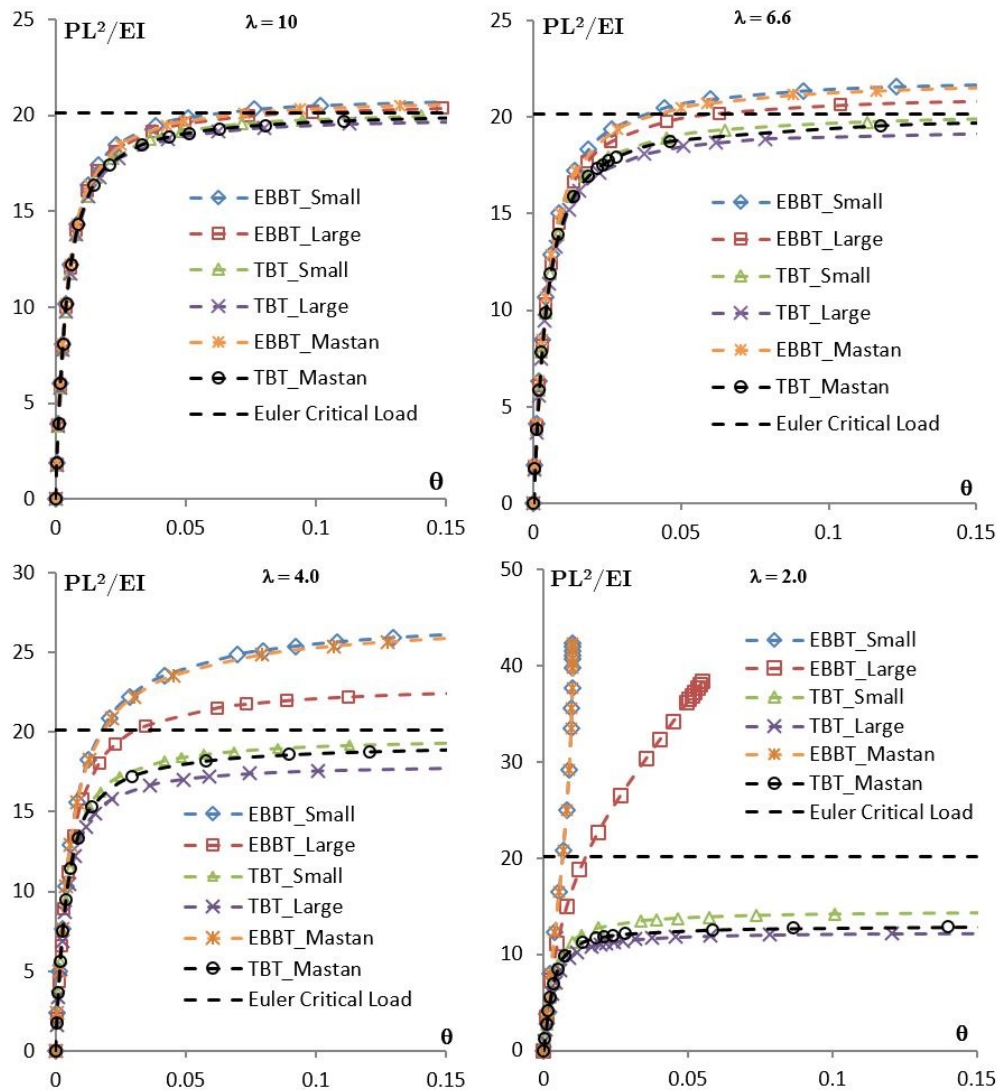 PL²/EI
λ = 10
25
20
15
10
5
0
EBBT_Small
EBBT_Large
TBT_Small
TBT_Large
EBBT_Mastan
TBT_Mastan
Euler Critical Load
θ
0 0.05 0.1 0.15
PL²/EI
λ = 6.6
25
20
15
10
5
0
EBBT_Small
EBBT_Large
TBT_Small
TBT_Large
EBBT_Mastan
TBT_Mastan
Euler Critical Load
θ
0 0.05 0.1 0.15
PL²/EI
λ = 4.0
30
25
20
15
10
5
0
EBBT_Small
EBBT_Large
TBT_Small
TBT_Large
EBBT_Mastan
TBT_Mastan
Euler Critical Load
θ
0 0.05 0.1 0.15
PL²/EI
λ = 2.0
50
40
30
20
10
0
EBBT_Small
EBBT_Large
TBT_Small
TBT_Large
EBBT_Mastan
TBT_Mastan
Euler Critical Load
θ
0 0.05 0.1 0.15